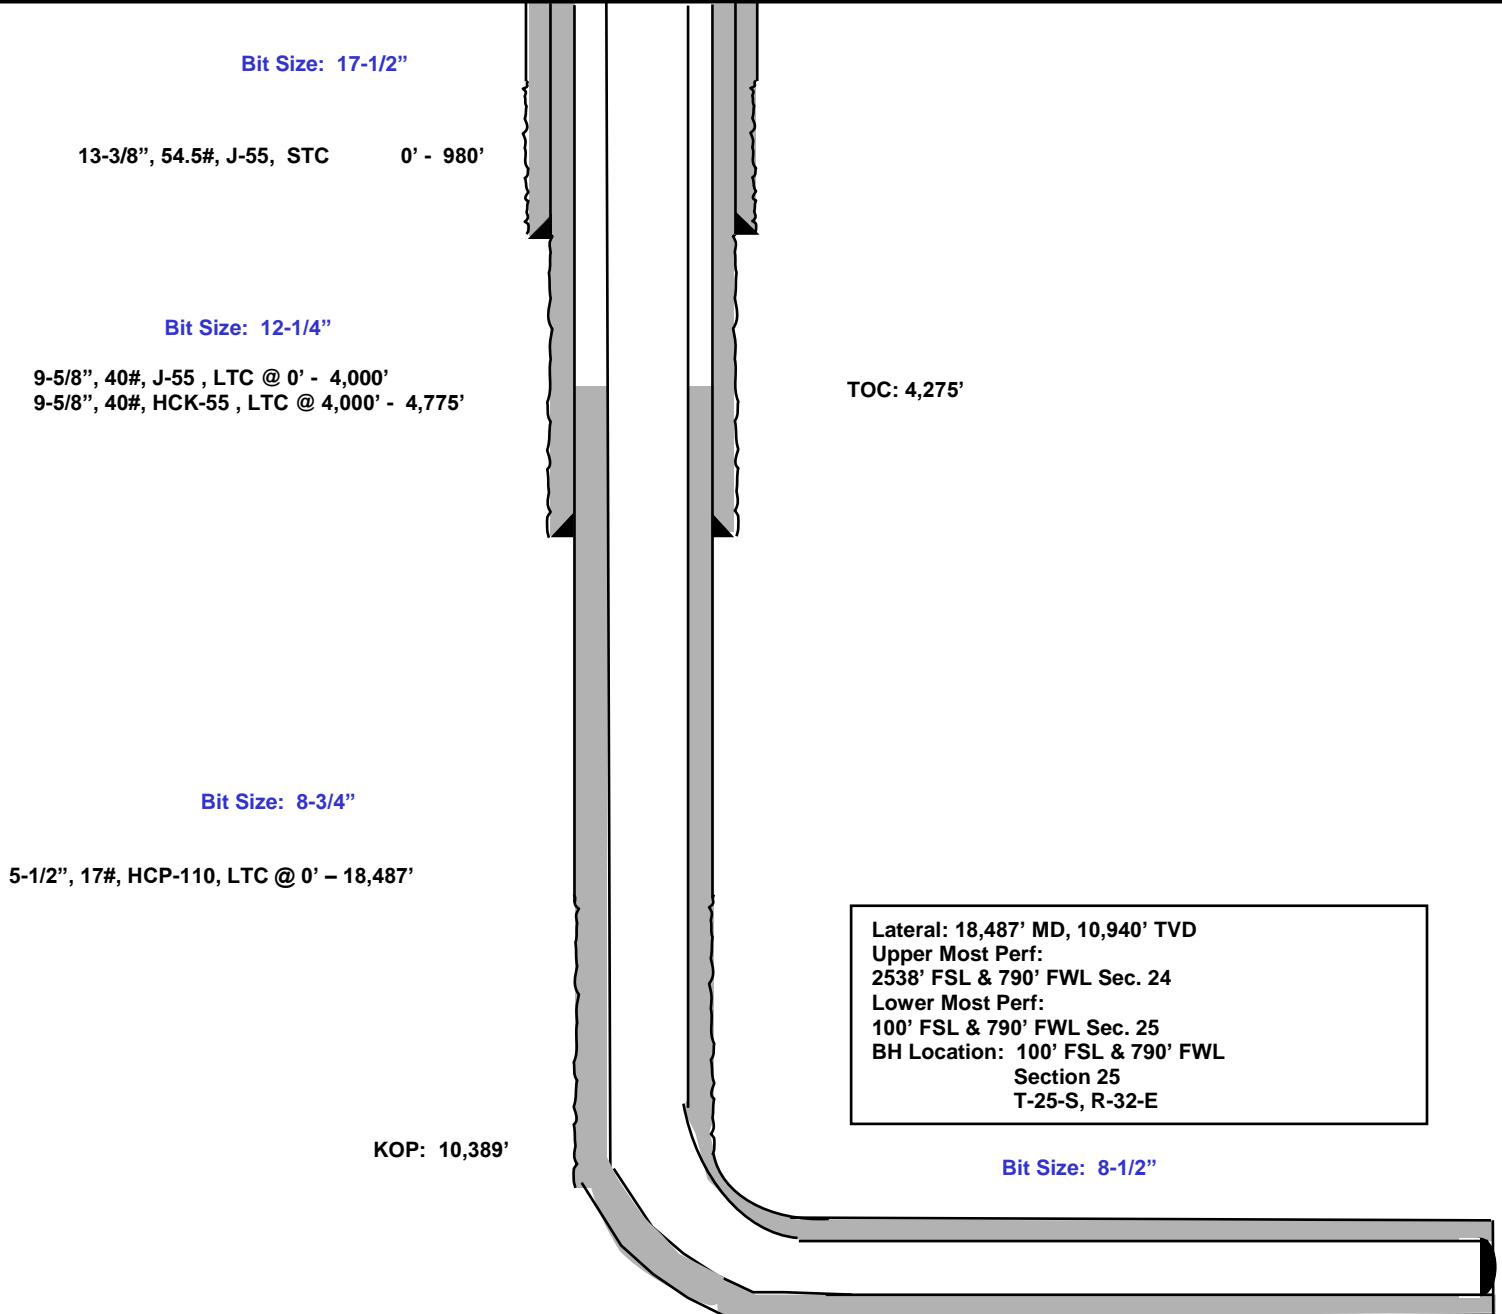 Bit Size: 17-1/2”
13-3/8”, 54.5#, J-55, STC 0’ - 980’
Bit Size: 12-1/4”
9-5/8”, 40#, J-55 , LTC @ 0’ - 4,000’
9-5/8”, 40#, HCK-55 , LTC @ 4,000’ - 4,775’
TOC: 4,275’
Bit Size: 8-3/4”
5-1/2”, 17#, HCP-110, LTC @ 0’ – 18,487’
Lateral: 18,487’ MD, 10,940’ TVD
Upper Most Perf:
2538’ FSL & 790’ FWL Sec. 24
Lower Most Perf:
100’ FSL & 790’ FWL Sec. 25
BH Location: 100’ FSL & 790’ FWL
Section 25
T-25-S, R-32-E
KOP: 10,389’
Bit Size: 8-1/2”